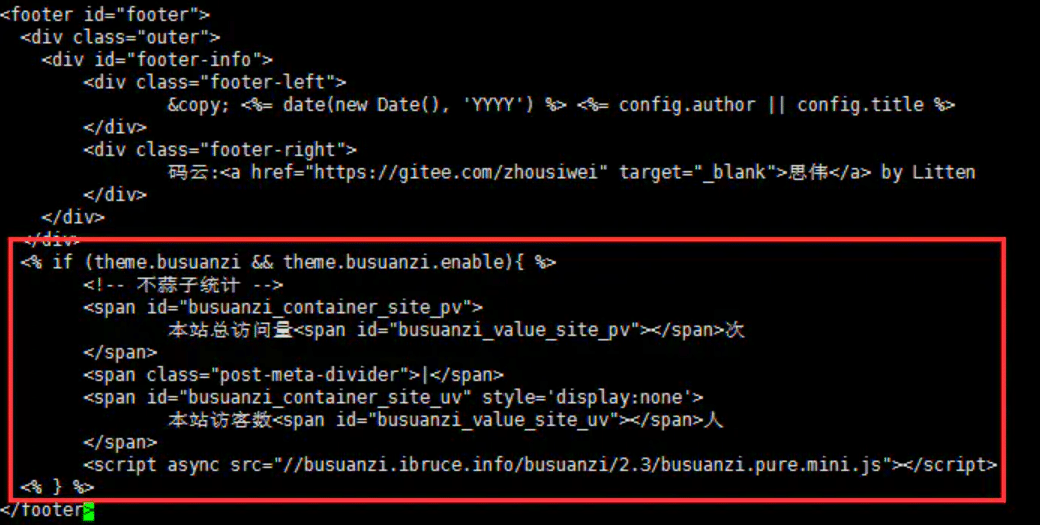 <footer id="footer">
<div class="outer">
<div id="footer-info">
<div class="footer-left">
&copy; <%= date(new Date(), 'YYYY') %> <%= config.author || config.title %>
</div>
<div class="footer-right">
码云:<a href="https://gitee.com/zhousiwei" target="_blank">思伟</a> by Litten
</div>
</div>
</div>
<% if (theme.busuanzi && theme.busuanzi.enable){ %>
<!-- 不蒜子统计 -->
<span id="busuanzi_container_site_pv">
本站总访问量<span id="busuanzi_value_site_pv"></span>次
</span>
<span class="post-meta-divider">|</span>
<span id="busuanzi_container_site_uv" style='display:none'>
本站访客数<span id="busuanzi_value_site_uv"></span>人
</span>
<script async src="//busuanzi.ibruce.info/busuanzi/2.3/busuanzi.pure.mini.js"></script>
<% } %>
</footer>